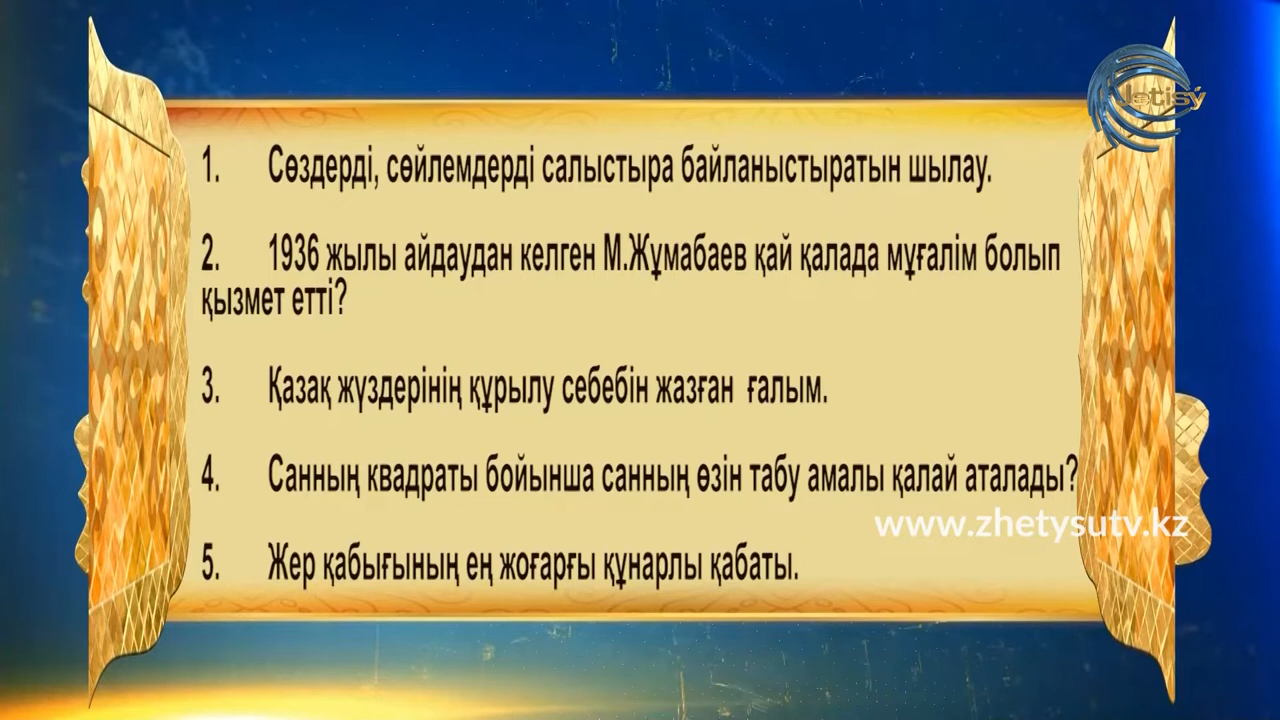 Jetisý
1. Сөздерді, сөйлемдерді салыстыра байланыстыратын шылау.
2. 1936 жылы айдаудан келген М.Жұмабаев қай қалада мұғалім болып
қызмет етті?
3. Қазақ жүздерінің құрылу себебін жазған ғалым.
4. Санның квадраты бойынша санның өзін табу амалы қалай аталады?
www.zhetysutv.kz
5. Жер қабығының ең жоғарғы құнарлы қабаты.